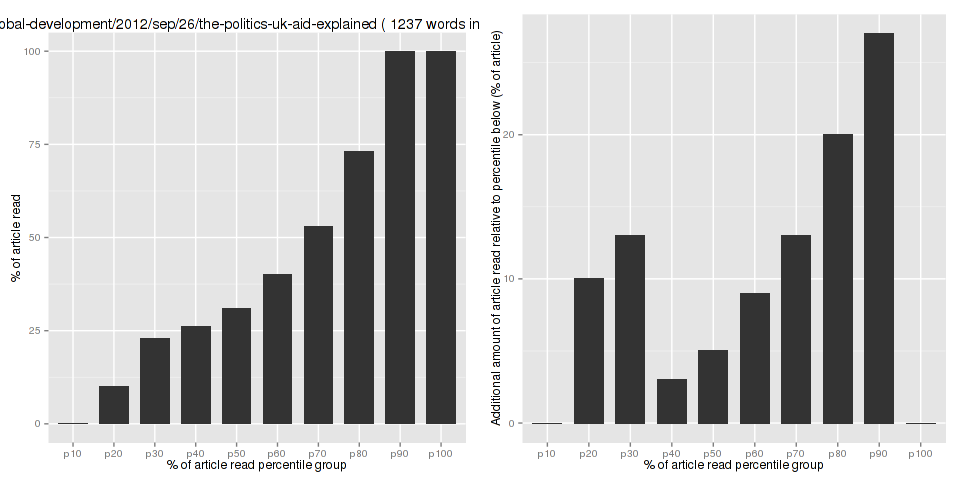 obal-development/2012/sep/26/the-politics-uk-aid-explained ( 1237 words in
% of article read
100
75
50
25
0
p10 p20 p30 p40 p50 p60 p70 p80 p90 p100
% of article read percentile group
Additional amount of article read relative to percentile below (% of article)
20
10
0
p10 p20 p30 p40 p50 p60 p70 p80 p90 p100
% of article read percentile group